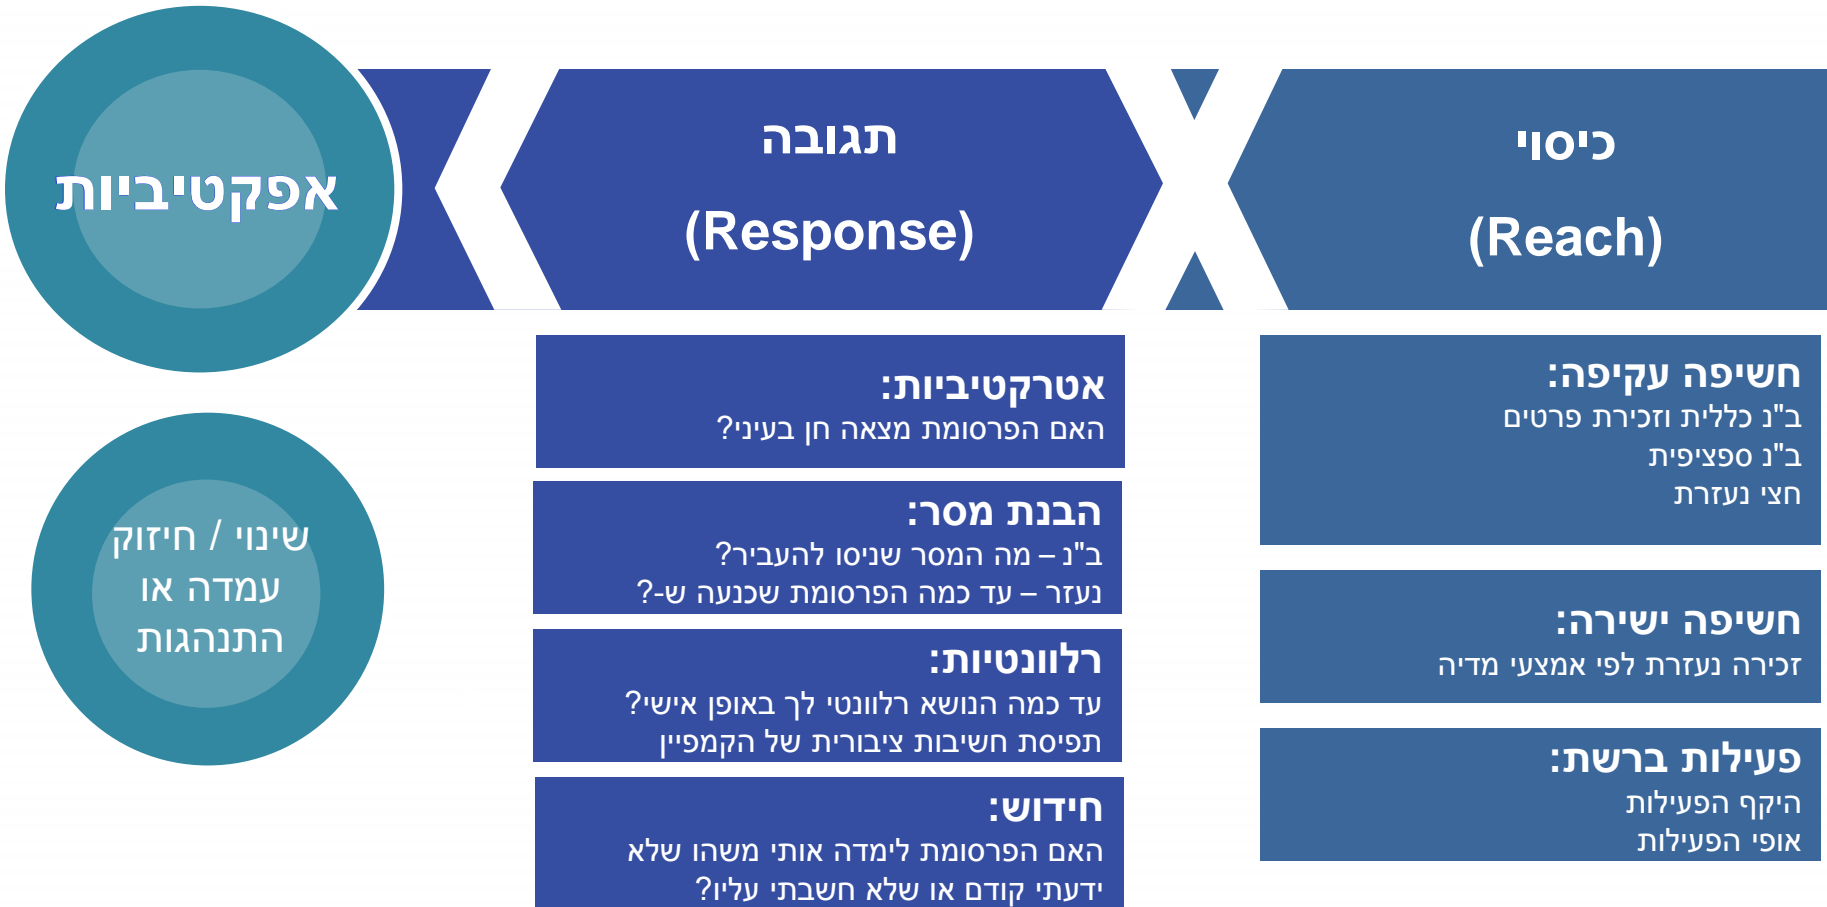 כיסוי
(Reach)
חשיפה עקיפה:
ב"נ כללית וזכירת פרטים
ב"נ ספציפית
חצי נעזרת
חשיפה ישירה:
זכירה נעזרת לפי אמצעי מדיה
פעילות ברשת:
היקף הפעילות
אופי הפעילות
תגובה
(Response)
אטרקטיביות:
האם הפרסומת מצאה חן בעיני?
הבנת מסר:
ב"נ – מה המסר שניסו להעביר?
נעזר – עד כמה הפרסומת שכנעה ש-?
רלוונטיות:
עד כמה הנושא רלוונטי לך באופן אישי?
תפיסת חשיבות ציבורית של הקמפיין
חידוש:
האם הפרסומת לימדה אותי משהו שלא
ידעתי קודם או שלא חשבתי עליו?
אפקטיביות
שינוי / חיזוק
עמדה או
התנהגות